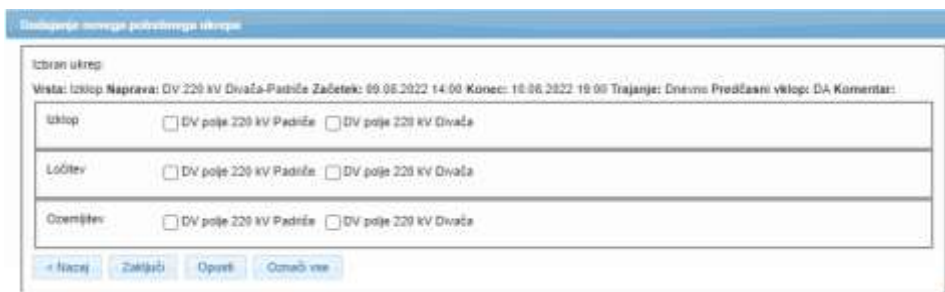 Dodajanje novega potrebnega ukrepa
Izbran ukrep:
Vrsta: Izklop Naprava: DV 220 kV Divača-Padriče Začetek: 09.06.2022 14:00 Konec: 10.06.2022 19:00 Trajanje: Dnevno Predčasni vklop: DA Komentar:
Izklop DV polje 220 kV Padriče DV polje 220 kV Divača
Ločitev DV polje 220 kV Padriče DV polje 220 kV Divača
Ozemljitev DV polje 220 kV Padriče DV polje 220 kV Divača
< Nazaj Zaključi Opusti Označi vse